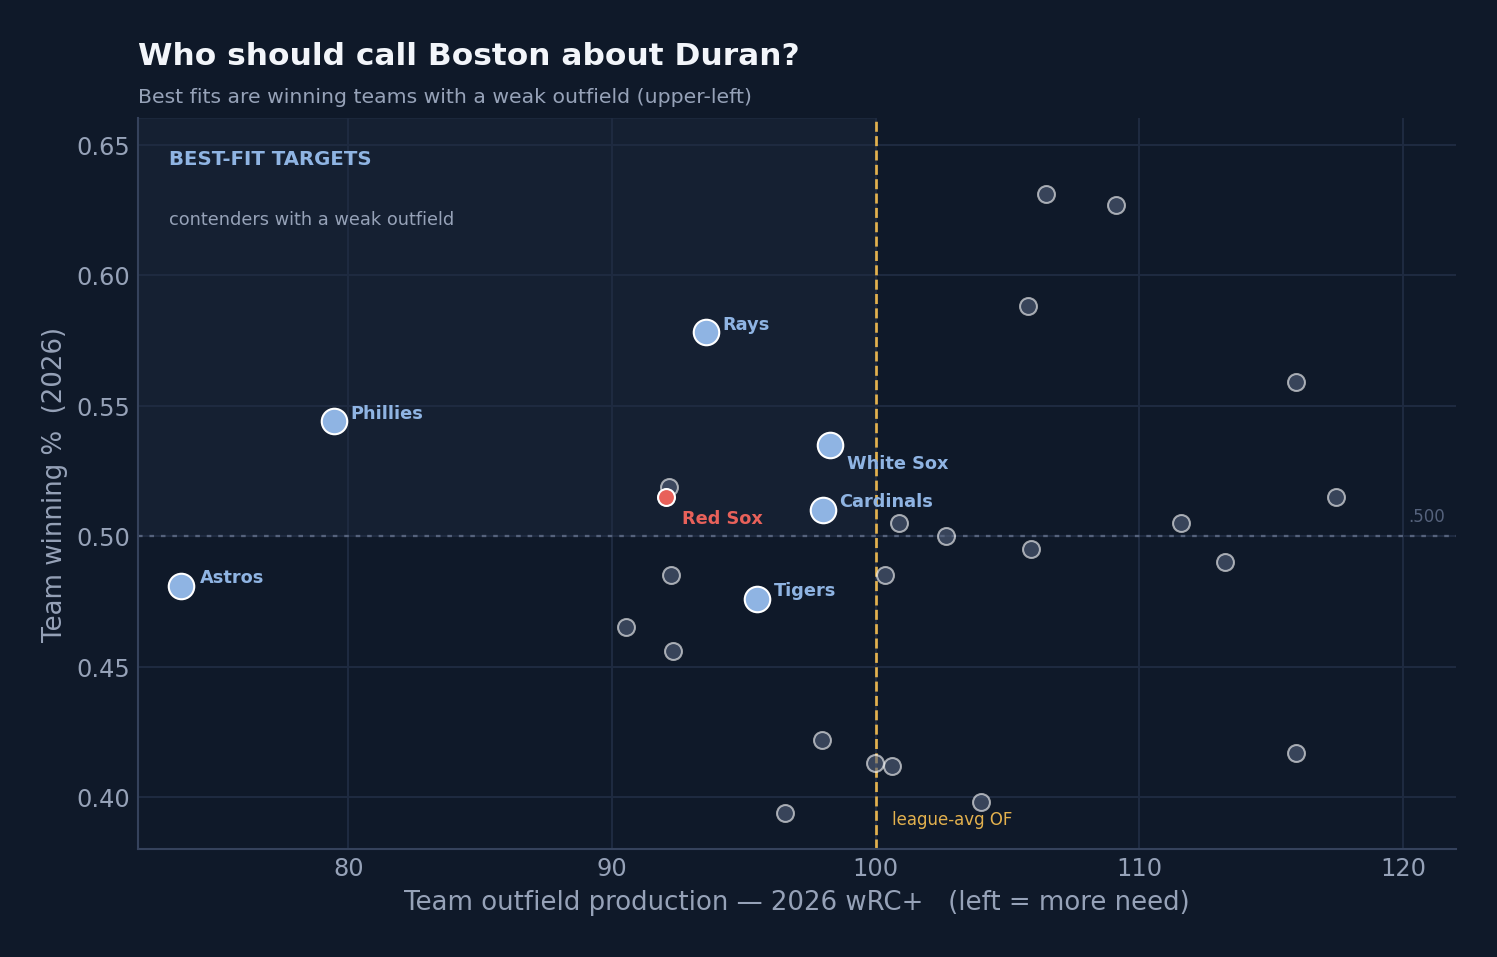 Who should call Boston about Duran?
Best fits are winning teams with a weak outfield (upper-left)
BEST-FIT TARGETS
contenders with a weak outfield
Rays
Phillies
White Sox
Cardinals
Red Sox
.500
Astros
Tigers
league-avg OF
0.65
0.60
0.55
0.50
0.45
0.40
Team winning % (2026)
80 90 100 110 120
Team outfield production — 2026 wRC+ (left = more need)